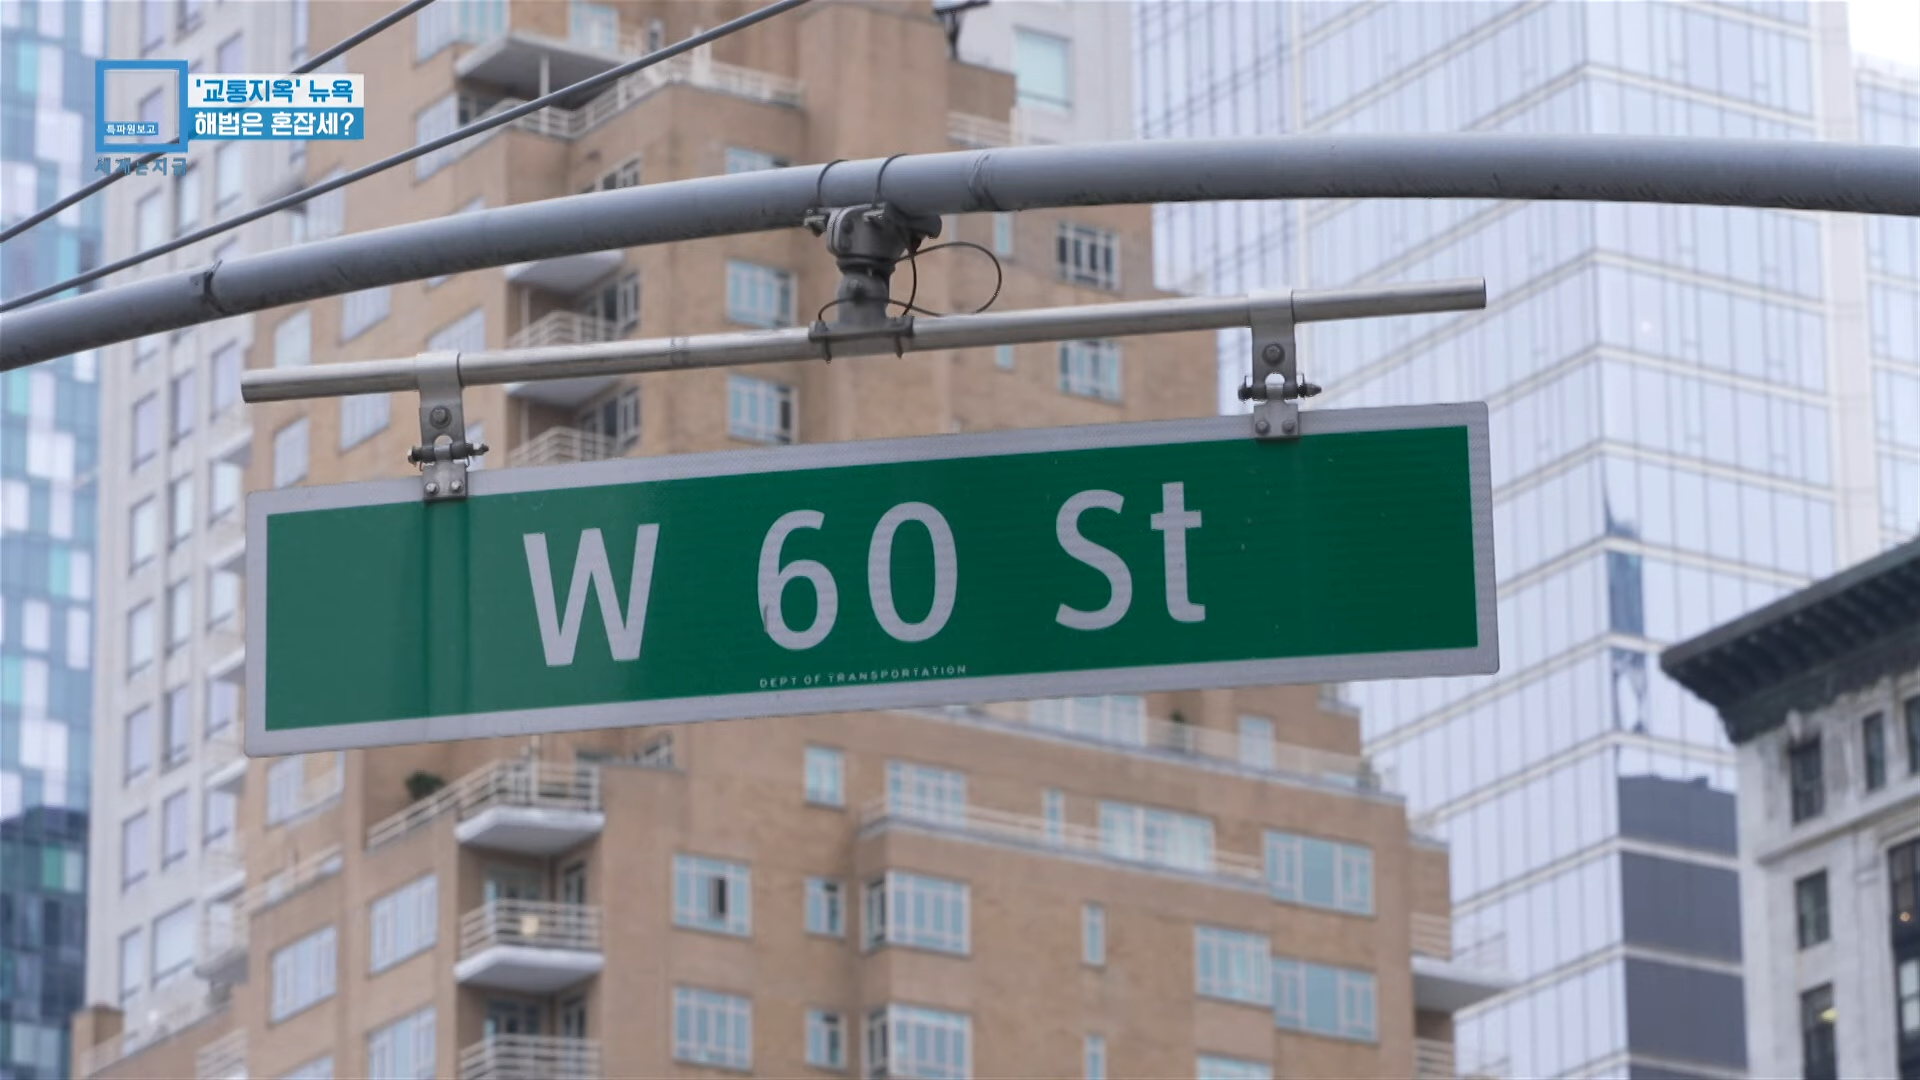 '교통지옥' 뉴욕
해법은 혼잡세?
특파원보고
세계는지금
W 60 St
DEPT OF TRANSPORTATION